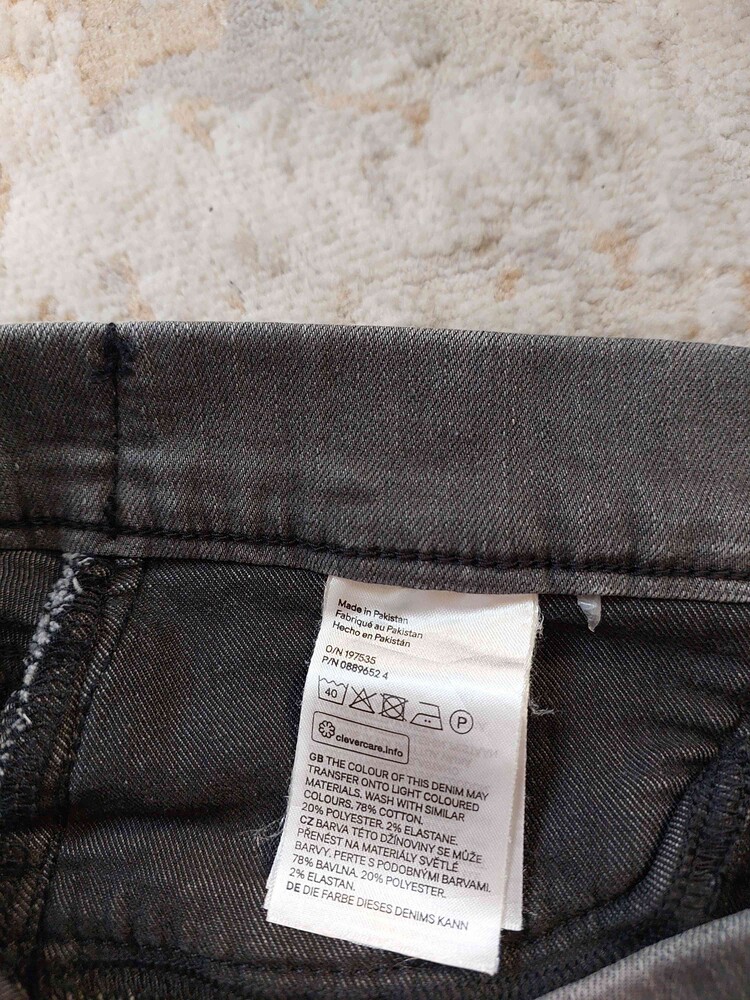 Made in Pakistan
Fabriqué au Pakistan
Hecho en Pakistán
O/N 197535
P/N 0889652 4
40
P
clevercare.info
GB THE COLOUR OF THIS DENIM MAY
TRANSFER ONTO LIGHT COLOURED
MATERIALS. WASH WITH SIMILAR
COLOURS. 78% COTTON.
20% POLYESTER. 2% ELASTANE.
CZ BARVA TÉTO DŽÍNOVINY SE MŮŽE
PŘENÉST NA MATERIÁLY SVĚTLÉ
BARVY. PERTE S PODOBNÝMI BARVAMI.
78% BAVLNA. 20% POLYESTER.
2% ELASTAN.
DE DIE FARBE DIESES DENIMS KANN